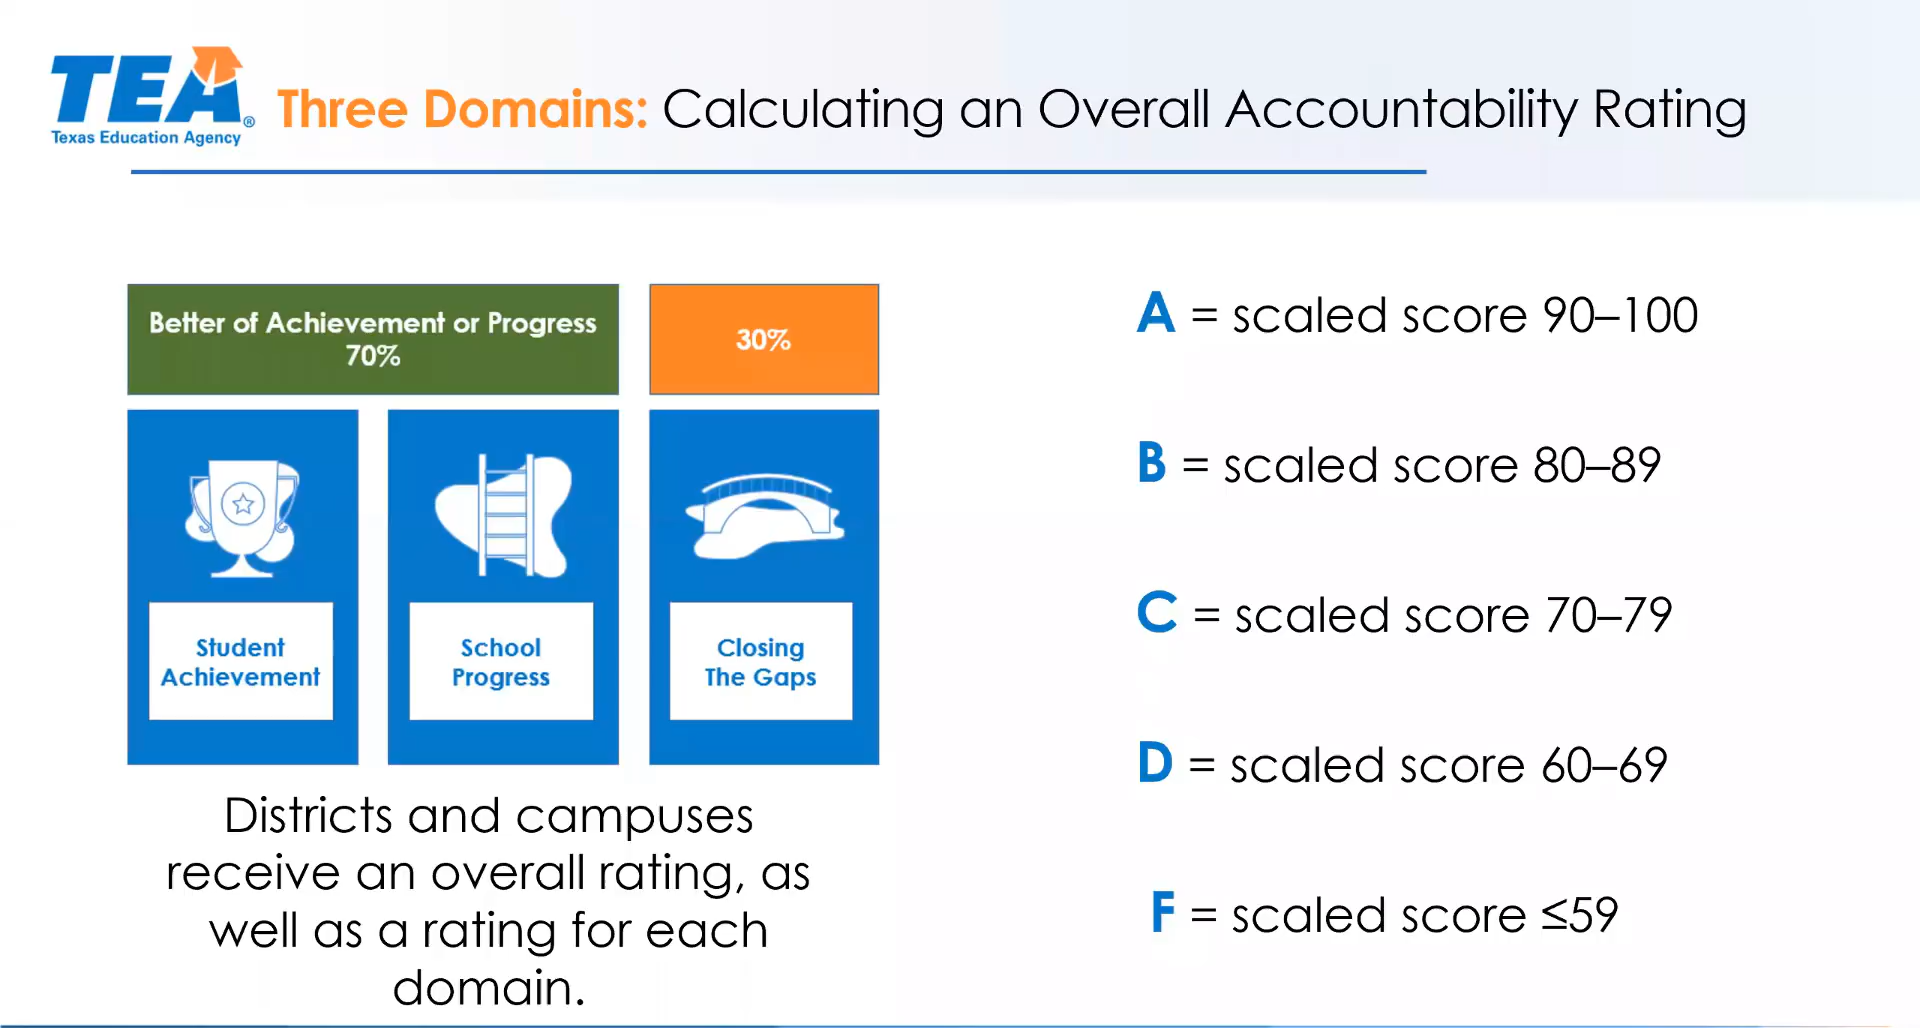 TEA®
Texas Education Agency
Three Domains: Calculating an Overall Accountability Rating
Better of Achievement or Progress
70%
30%
Student
Achievement
School
Progress
Closing
The Gaps
Districts and campuses
receive an overall rating, as
well as a rating for each
domain.
A = scaled score 90–100
B = scaled score 80–89
C = scaled score 70–79
D = scaled score 60–69
F = scaled score ≤59